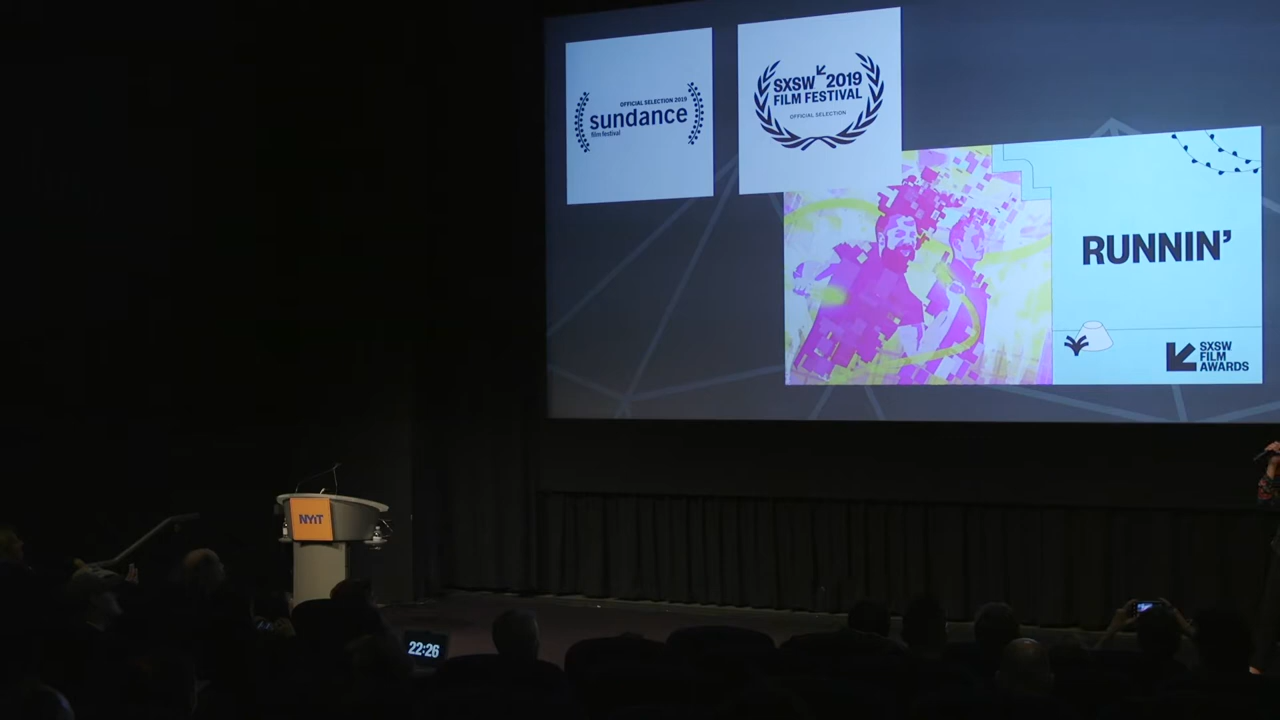 OFFICIAL SELECTION 2019
sundance
film festival
SXSW 2019
FILM FESTIVAL
OFFICIAL SELECTION
RUNNIN'
SXSW
FILM
AWARDS
NYIT
22:26